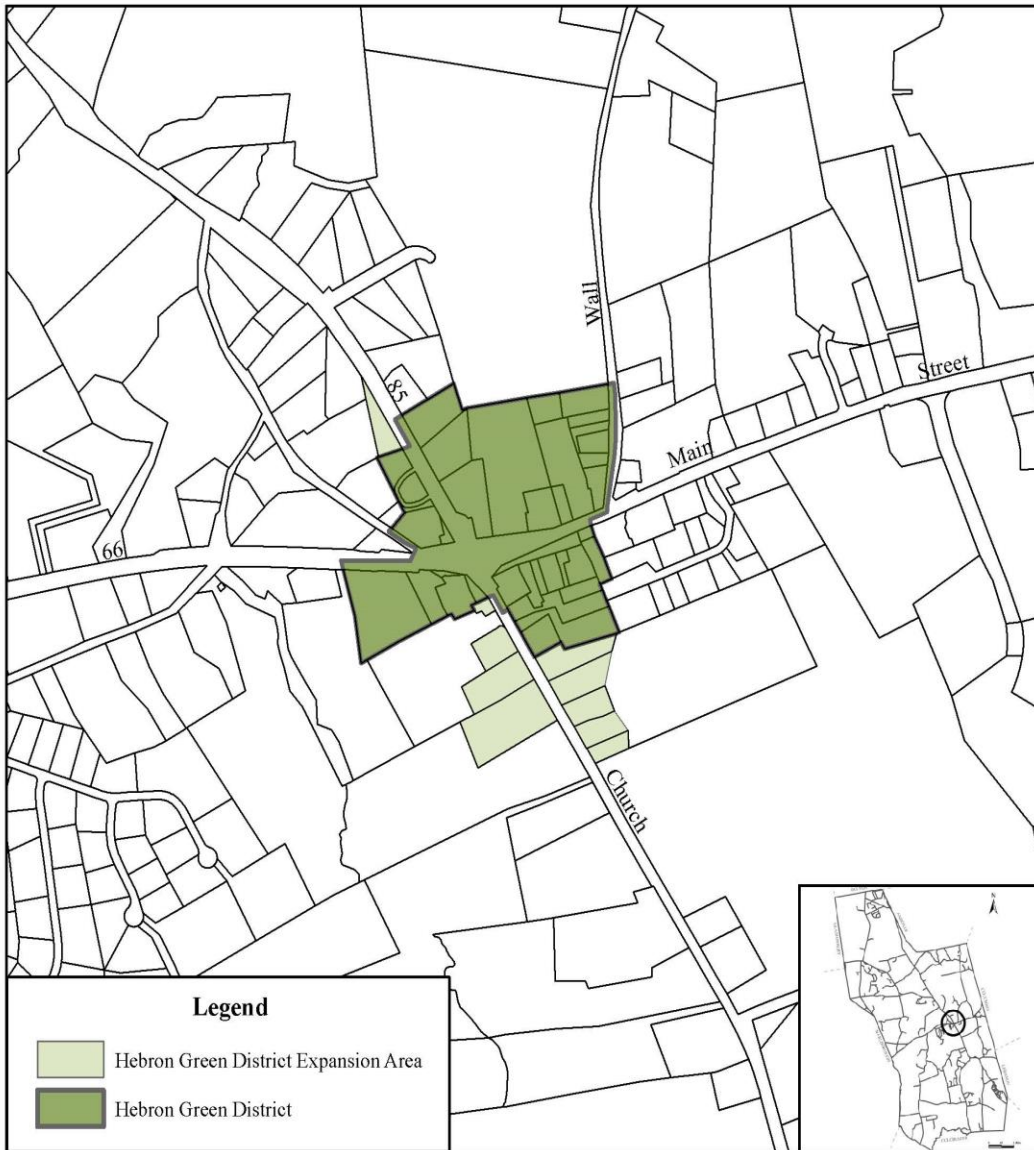 Wall
Street
85
Main
66
Church
N
Legend
Hebron Green District Expansion Area
Hebron Green District